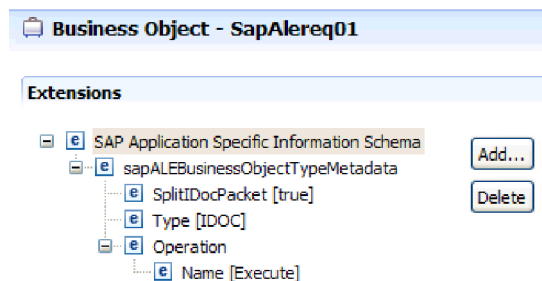 Business Object - SapAlereq01
Extensions
SAP Application Specific Information Schema
Add...
sapALEBusinessObjectTypeMetadata
SplitIDocPacket [true]
Delete
Type [IDOC]
Operation
Name [Execute]